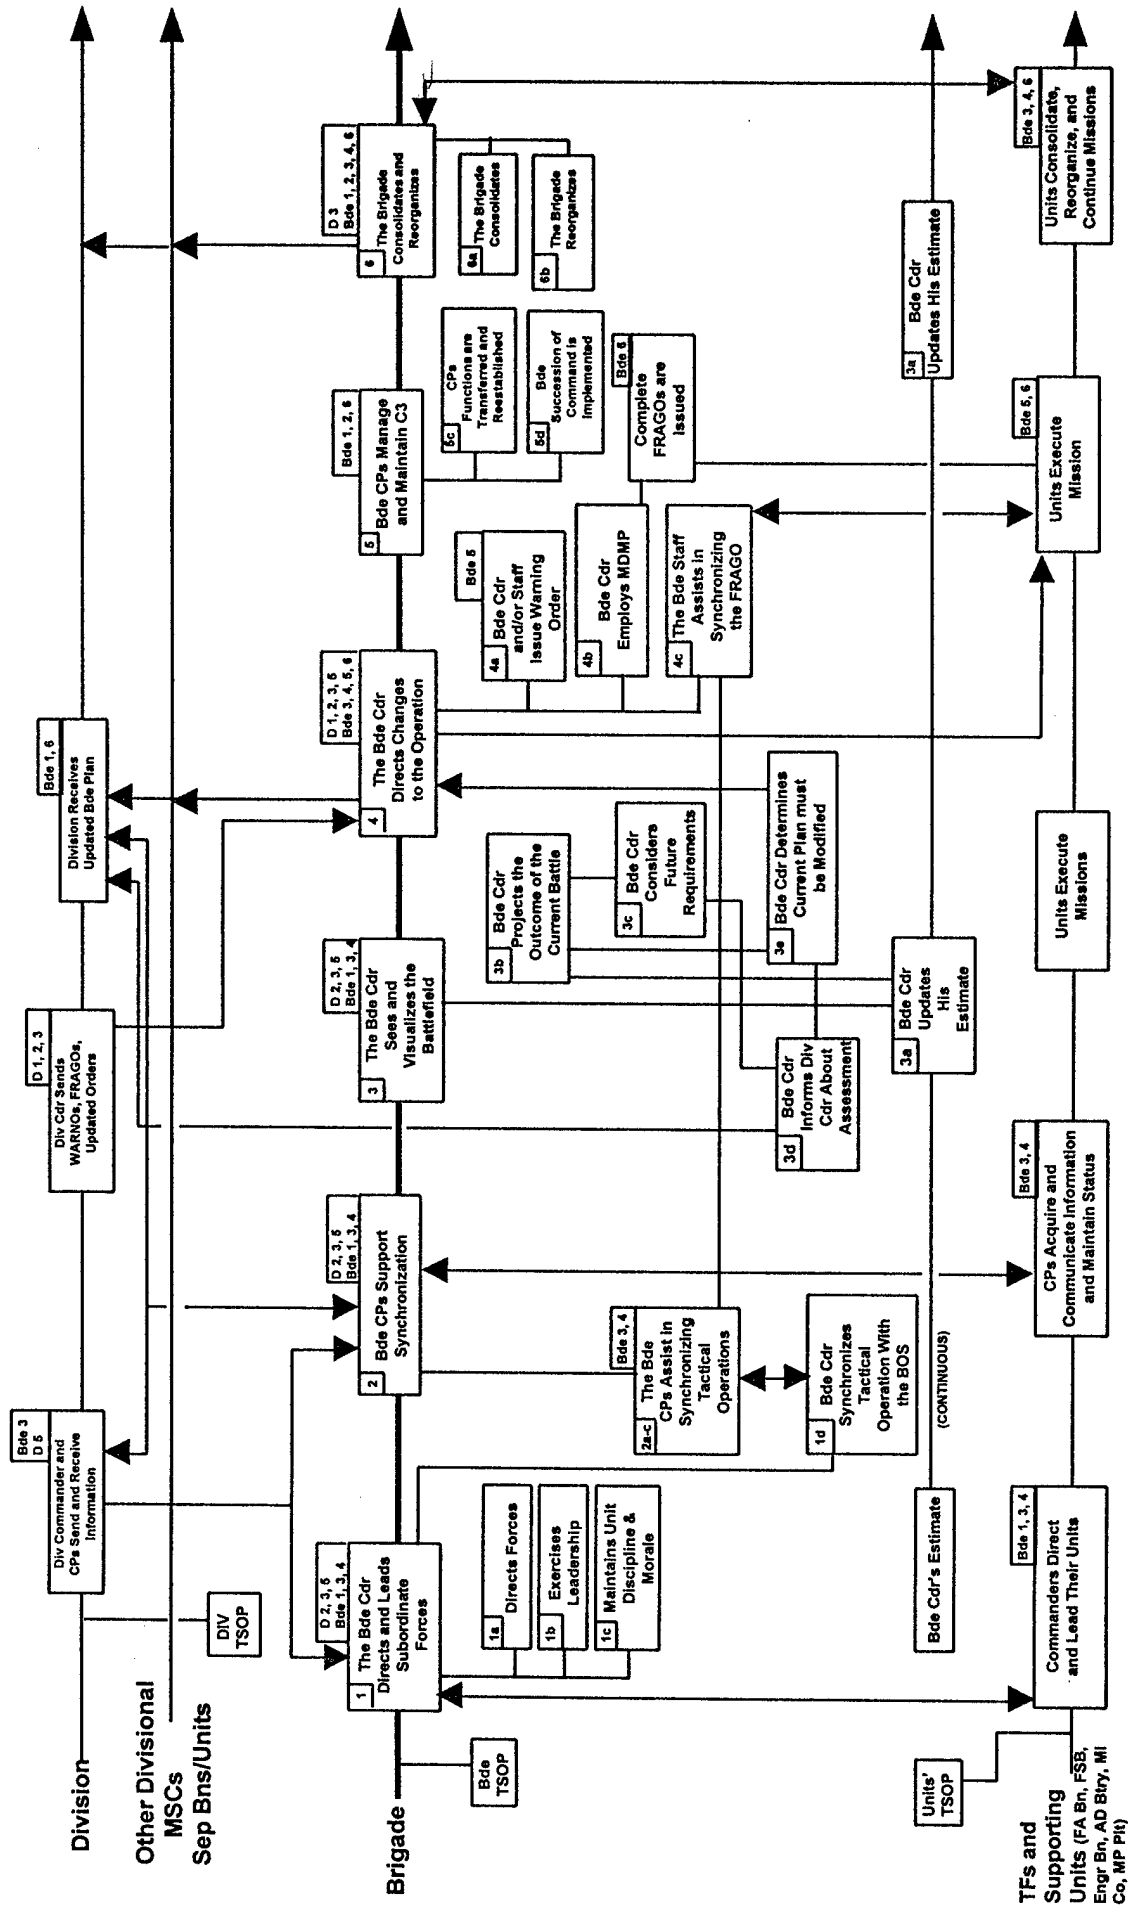 Division
DIV
TSOP
Bde 3
D 5
Div Commander and
CPs Send and Receive
Information
D 1, 2, 3
Div Cdr Sends
WARNOs, FRAGOs,
Updated Orders
Bde 1, 6
Division Receives
Updated Bde Plan
Other Divisional
MSCs
Sep Bns/Units
Brigade
Bde
TSOP
D 2, 3, 5
Bde 1, 3, 4
1
The Bde Cdr
Directs and Leads
Subordinate
Forces
1a
Directs Forces
1b
Exercises
Leadership
1c
Maintains Unit
Discipline &
Morale
D 2, 3, 5
Bde 1, 3, 4
2
Bde CPs Support
Synchronization
Bde 3, 4
2a-c
The Bde
CPs Assist in
Synchronizing
Tactical
Operations
1d
Bde Cdr
Synchronizes
Tactical
Operation With
the BOS
D 2, 3, 5
Bde 1, 3, 4
3
The Bde Cdr
Sees and
Visualizes the
Battlefield
3b
Bde Cdr
Projects the
Outcome of the
Current Battle
3c
Bde Cdr
Considers
Future
Requirements
3d
Bde Cdr
Informs Div
Cdr About
Assessment
3e
Bde Cdr Determines
Current Plan must
be Modified
D 1, 2, 3, 5
Bde 3, 4, 5, 6
4
The Bde Cdr
Directs Changes
to the Operation
Bde 5
4a
Bde Cdr
and/or Staff
Issue Warning
Order
4b
Bde Cdr
Employs MDMP
4c
The Bde Staff
Assists in
Synchronizing
the FRAGO
Bde 6
Complete
FRAGOs are
Issued
Bde 1, 2, 6
5
Bde CPs Manage
and Maintain C3
5c
CPs
Functions are
Transferred and
Reestablished
5d
Bde
Succession of
Command is
Implemented
D 3
Bde 1, 2, 3, 4, 6
6
The Brigade
Consolidates and
Reorganizes
6a
The Brigade
Consolidates
6b
The Brigade
Reorganizes
Bde Cdr's Estimate
(CONTINUOUS)
3a
Bde Cdr
Updates
His
Estimate
3a
Bde Cdr
Updates His Estimate
TFs and
Supporting
Units (FA Bn, FSB,
Engr Bn, AD Btry, MI
Co, MP Plt)
Units'
TSOP
Bde 1, 3, 4
Commanders Direct
and Lead Their Units
Bde 3, 4
CPs Acquire and
Communicate Information
and Maintain Status
Units Execute
Missions
Bde 5, 6
Units Execute
Mission
Bde 3, 4, 6
Units Consolidate,
Reorganize, and
Continue Missions